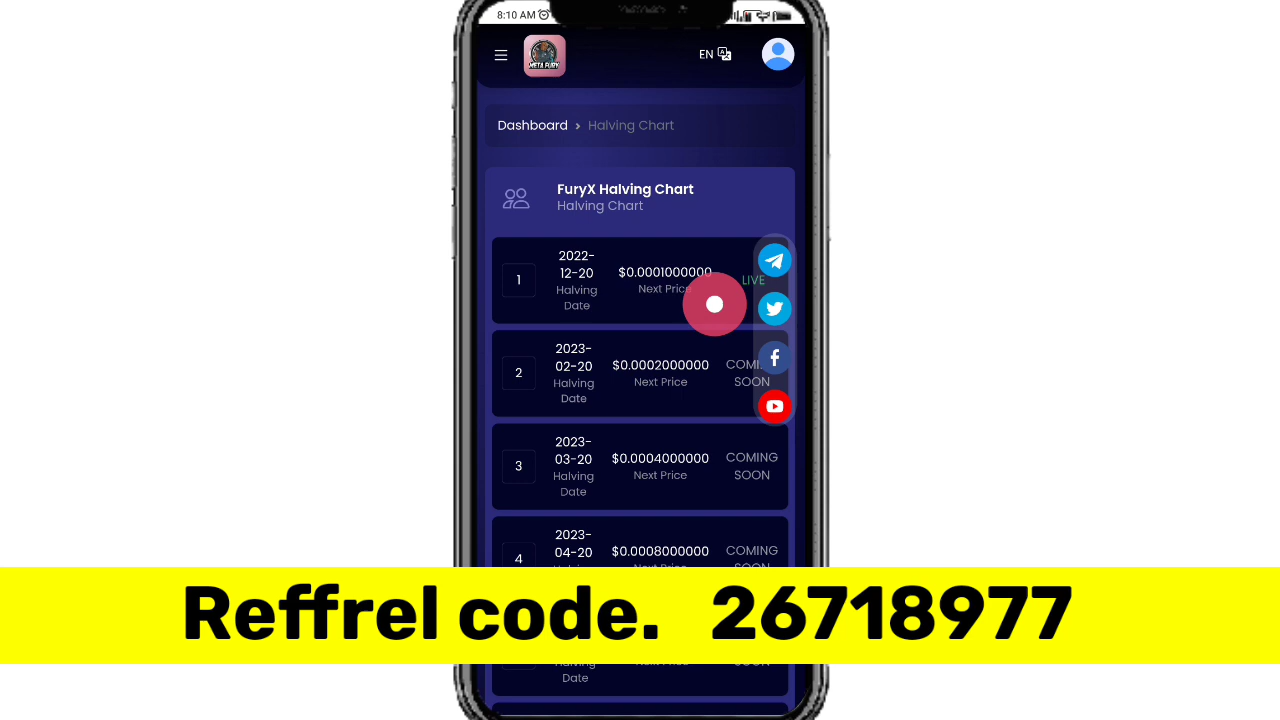 8:10 AM
META FURY
EN
Dashboard › Halving Chart
FuryX Halving Chart
Halving Chart
1
2022-
12-20
Halving
Date
$0.0001000000
Next Price
LIVE
2
2023-
02-20
Halving
Date
$0.0002000000
Next Price
COMI
SOON
3
2023-
03-20
Halving
Date
$0.0004000000
Next Price
COMING
SOON
4
2023-
04-20
$0.0008000000
COMING
Reffrel code. 26718977
Halving
Date